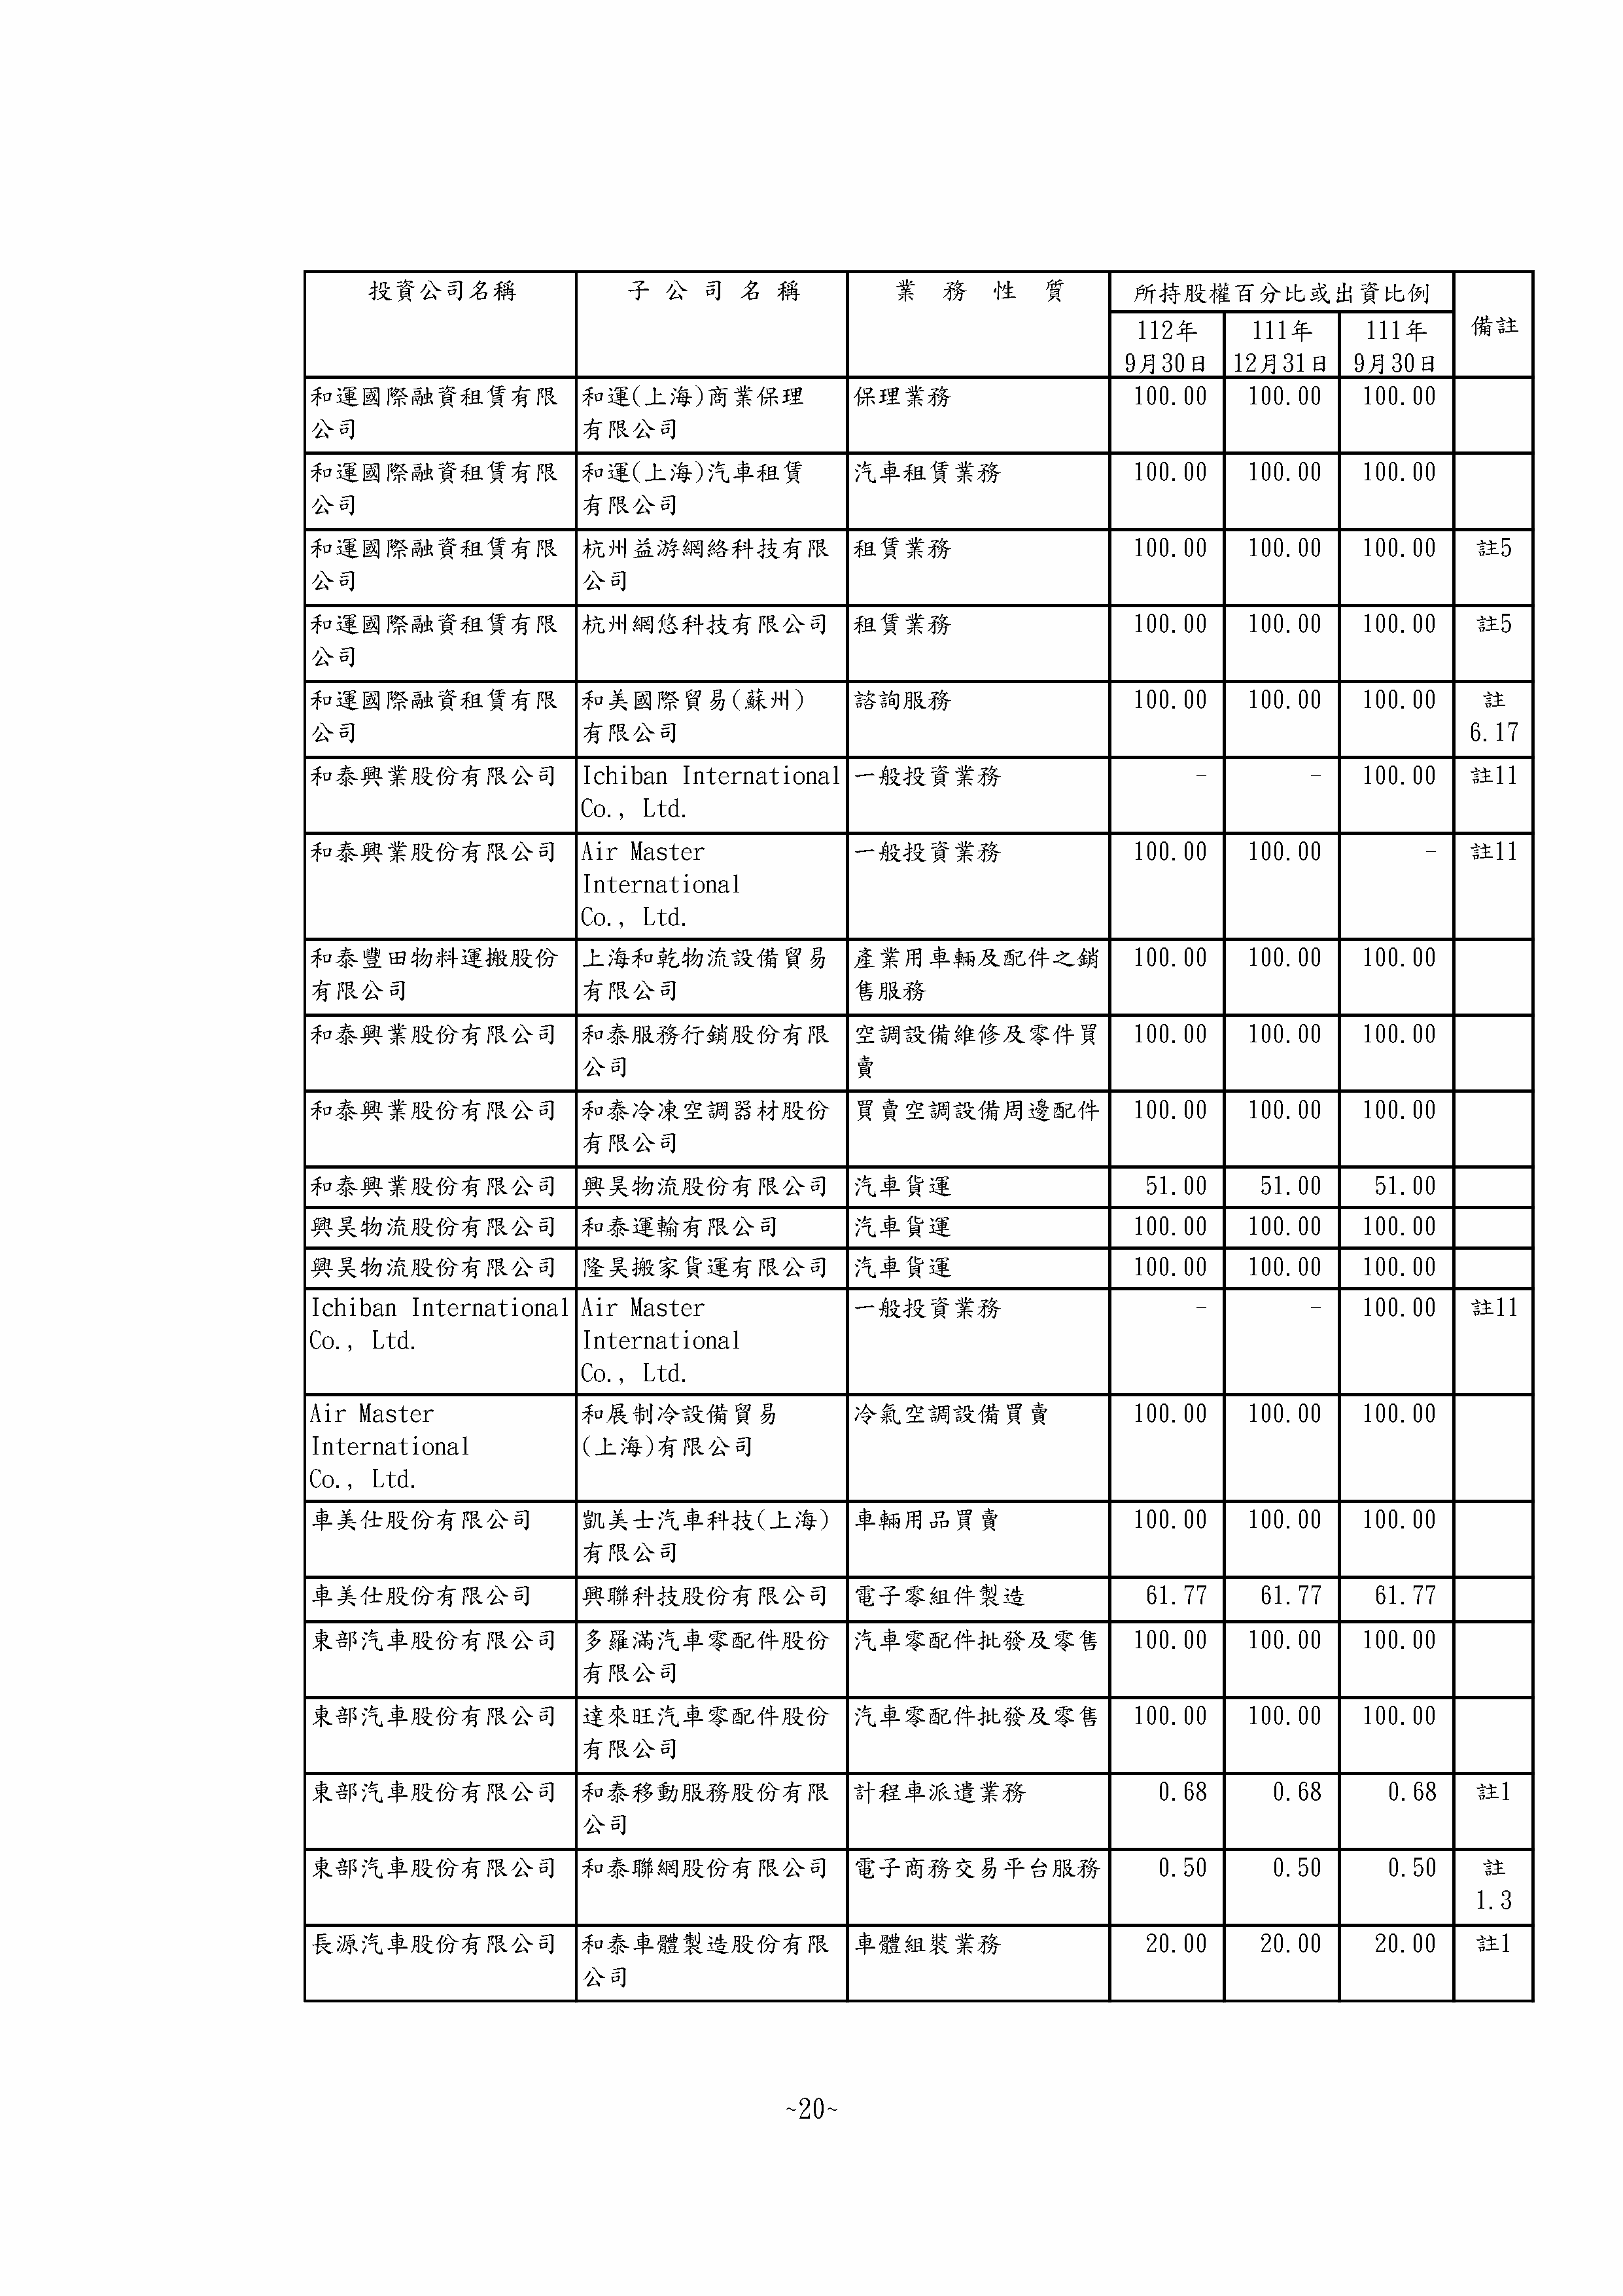 投資公司名稱 子公司名稱 業務性質 所持股權百分比或出資比例 備註
112年 111年 111年
9月30日 12月31日 9月30日
和運國際融資租賃有限 和運(上海)商業保理 保理業務 100.00 100.00 100.00
公司 有限公司
和運國際融資租賃有限 和運(上海)汽車租賃 汽車租賃業務 100.00 100.00 100.00
公司 有限公司
和運國際融資租賃有限 杭州益游網絡科技有限 租賃業務 100.00 100.00 100.00 註5
公司 公司
和運國際融資租賃有限 杭州網悠科技有限公司 租賃業務 100.00 100.00 100.00 註5
公司
和運國際融資租賃有限 和美國際貿易(蘇州) 諮詢服務 100.00 100.00 100.00 註
公司 有限公司 6.17
和泰興業股份有限公司 Ichiban International 一般投資業務 - - 100.00 註11
Co., Ltd.
和泰興業股份有限公司 Air Master 一般投資業務 100.00 100.00 - 註11
International
Co., Ltd.
和泰豐田物料運搬股份 上海和乾物流設備貿易 產業用車輛及配件之銷 100.00 100.00 100.00
有限公司 有限公司 售服務
和泰興業股份有限公司 和泰服務行銷股份有限 空調設備維修及零件買 100.00 100.00 100.00
公司 賣
和泰興業股份有限公司 和泰冷凍空調器材股份 買賣空調設備周邊配件 100.00 100.00 100.00
有限公司
和泰興業股份有限公司 興昊物流股份有限公司 汽車貨運 51.00 51.00 51.00
興昊物流股份有限公司 和泰運輸有限公司 汽車貨運 100.00 100.00 100.00
興昊物流股份有限公司 隆昊搬家貨運有限公司 汽車貨運 100.00 100.00 100.00
Ichiban International Air Master 一般投資業務 - - 100.00 註11
Co., Ltd. International
Co., Ltd.
Air Master 和展制冷設備貿易 冷氣空調設備買賣 100.00 100.00 100.00
International (上海)有限公司
Co., Ltd.
車美仕股份有限公司 凱美士汽車科技(上海) 車輛用品買賣 100.00 100.00 100.00
有限公司
車美仕股份有限公司 興聯科技股份有限公司 電子零組件製造 61.77 61.77 61.77
東部汽車股份有限公司 多羅滿汽車零配件股份 汽車零配件批發及零售 100.00 100.00 100.00
有限公司
東部汽車股份有限公司 達來旺汽車零配件股份 汽車零配件批發及零售 100.00 100.00 100.00
有限公司
東部汽車股份有限公司 和泰移動服務股份有限 計程車派遣業務 0.68 0.68 0.68 註1
公司
東部汽車股份有限公司 和泰聯網股份有限公司 電子商務交易平台服務 0.50 0.50 0.50 註
1.3
長源汽車股份有限公司 和泰車體製造股份有限 車體組裝業務 20.00 20.00 20.00 註1
公司
~20~